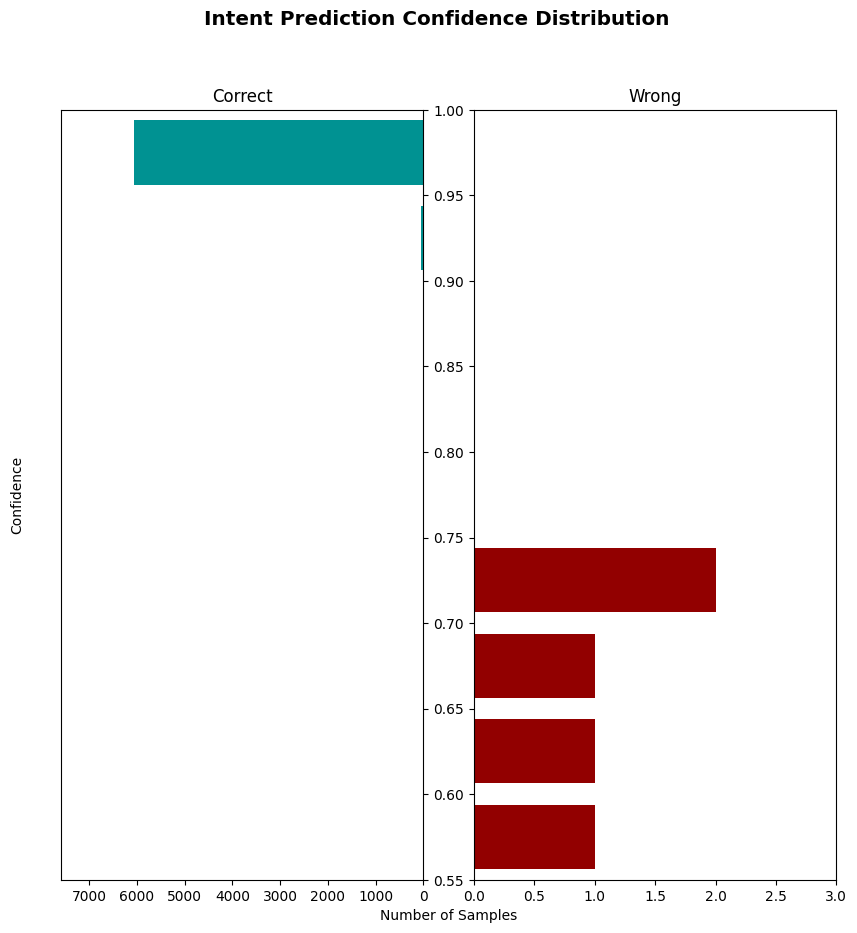 Intent Prediction Confidence Distribution
Correct
Wrong
Confidence
1.00
0.95
0.90
0.85
0.80
0.75
0.70
0.65
0.60
0.55
7000 6000 5000 4000 3000 2000 1000 0
0.0 0.5 1.0 1.5 2.0 2.5 3.0
Number of Samples